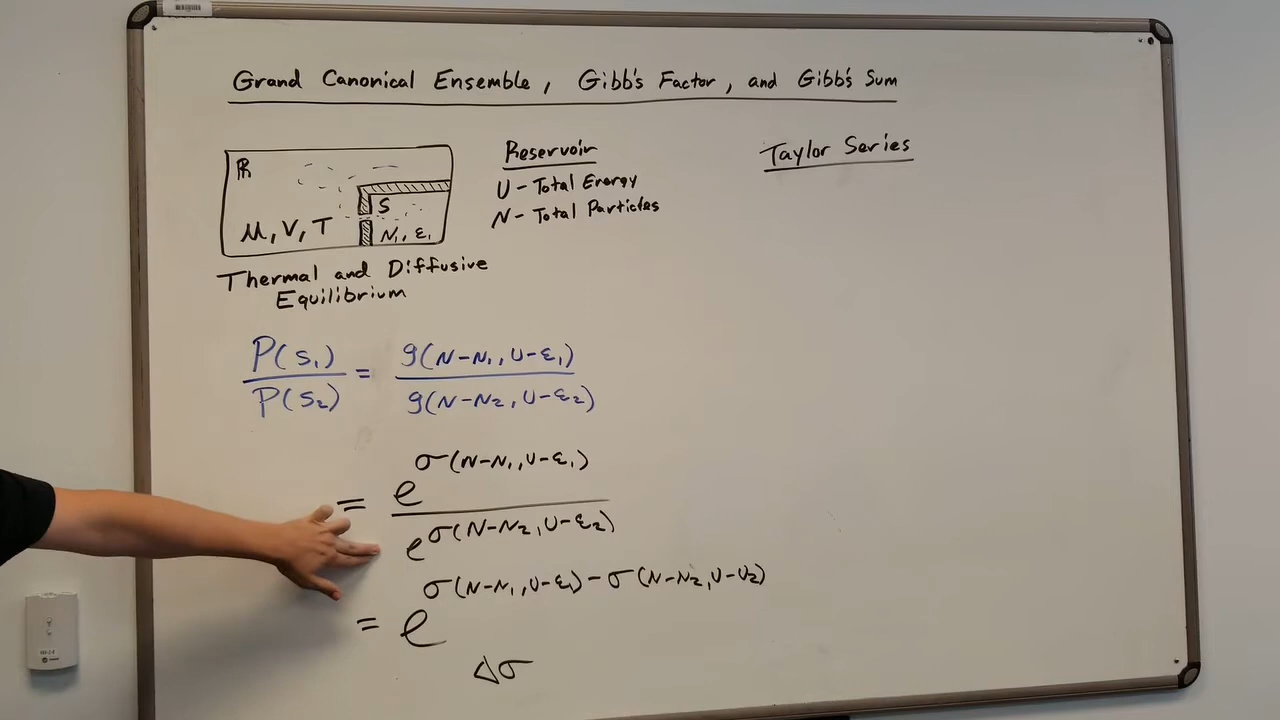 Grand Canonical Ensemble, Gibb's Factor, and Gibb's Sum
R
S
μ, V, T
N₁, ε₁
Thermal and Diffusive
Equilibrium
Reservoir
U - Total Energy
N - Total Particles
Taylor Series
P(S₁)/P(S₂) = g(N-N₁, U-ε₁)/g(N-N₂, U-ε₂)
= e^σ(N-N₁, U-ε₁)/e^σ(N-N₂, U-ε₂)
= e^σ(N-N₁, U-ε₁) - σ(N-N₂, U-U₂)
Δσ